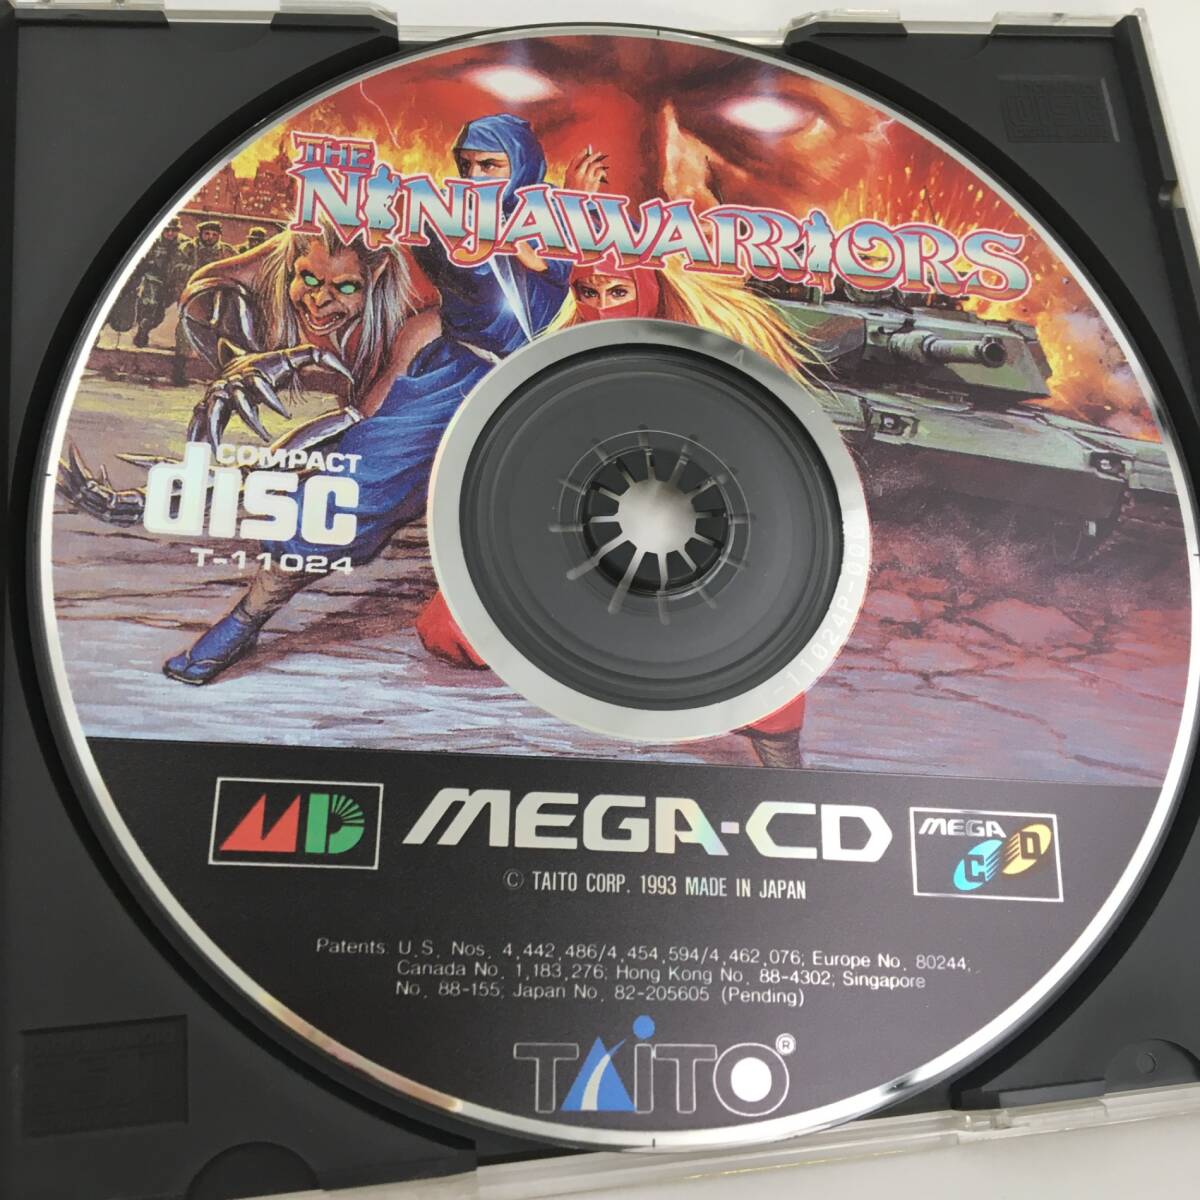 THE
NINJAWARRIORS
COMPACT
disc
T-11024
MD
MEGA-CD
MEGA
CD
© TAITO CORP. 1993 MADE IN JAPAN
Patents: U.S. Nos. 4,442,486/4,454,594/4,462,076; Europe No. 80244;
Canada No. 1,183,276; Hong Kong No. 88-4302; Singapore
No. 88-155; Japan No. 82-205605 (Pending)
TAITO®